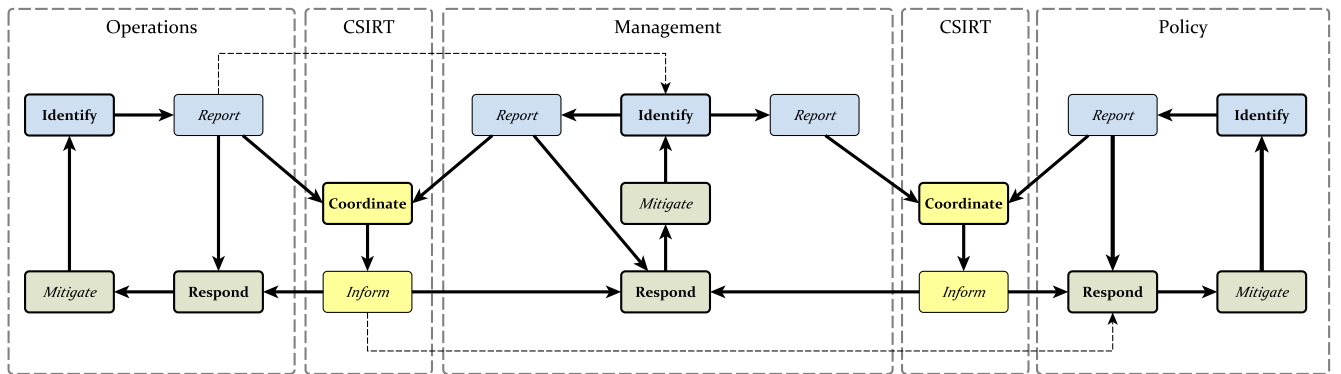 Operations
CSIRT
Management
CSIRT
Policy
Identify
Report
Report
Identify
Report
Report
Identify
Coordinate
Mitigate
Coordinate
Mitigate
Respond
Inform
Respond
Inform
Respond
Mitigate